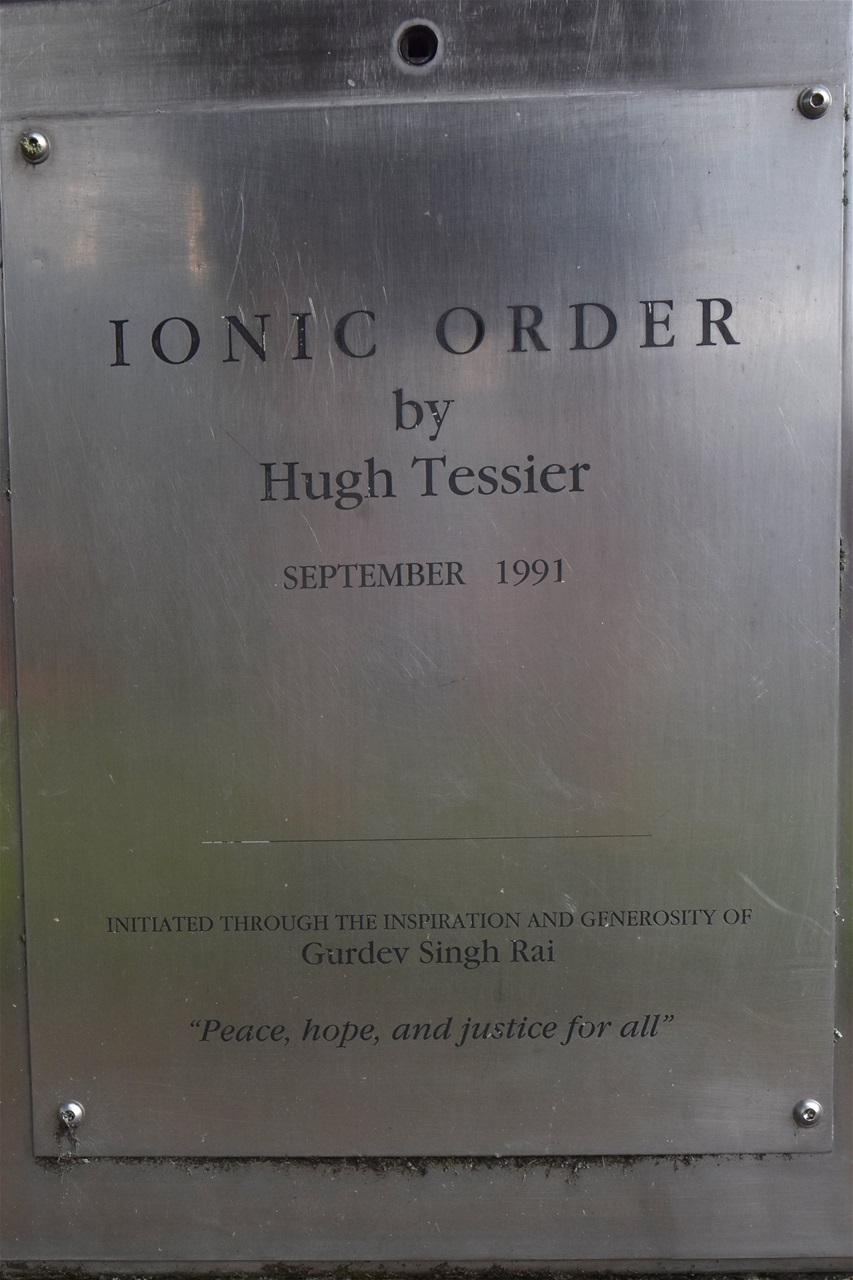 IONIC ORDER
by
Hugh Tessier
SEPTEMBER 1991
INITIATED THROUGH THE INSPIRATION AND GENEROSITY OF
Gurdev Singh Rai
“Peace, hope, and justice for all”